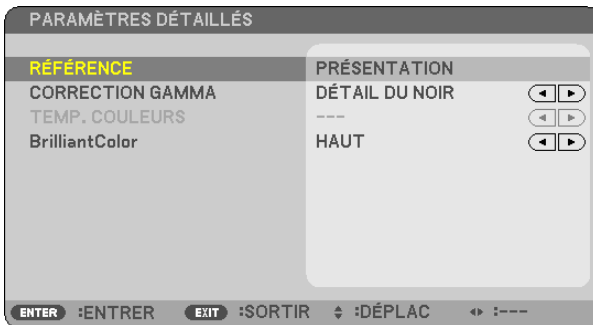 PARAMÈTRES DÉTAILLÉS
RÉFÉRENCE PRÉSENTATION
CORRECTION GAMMA DÉTAIL DU NOIR
TEMP. COULEURS ---
BrilliantColor HAUT
ENTER :ENTRER EXIT :SORTIR :DÉPLAC :---